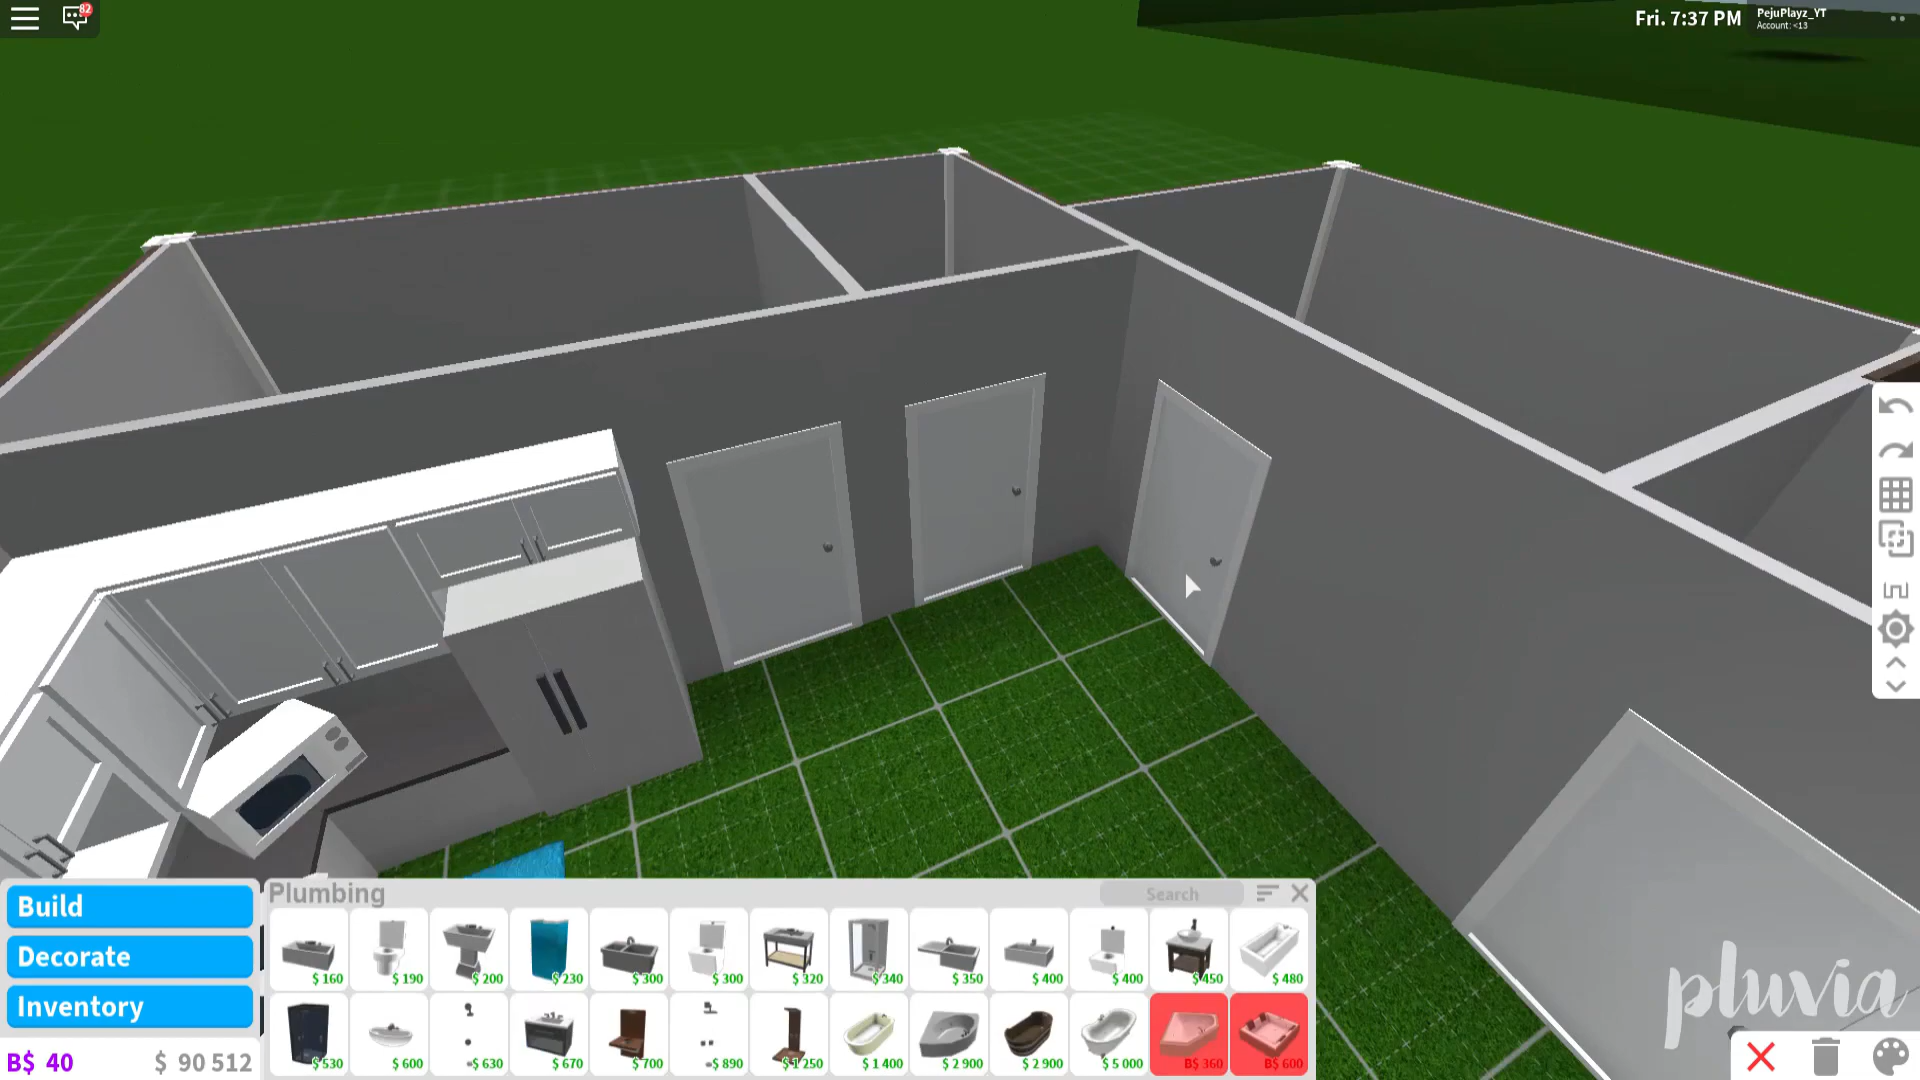 82
Fri. 7:37 PM
PejuPlayz_YT
Account: <13
Build
Decorate
Inventory
B$ 40
$ 90 512
Plumbing
Search
$ 160
$ 190
$ 200
$ 230
$ 300
$ 300
$ 320
$ 340
$ 350
$ 400
$ 400
$ 450
$ 480
$ 530
$ 600
$ 630
$ 670
$ 700
$ 890
$ 1 250
$ 1 400
$ 2 900
$ 2 900
$ 5 000
B$ 360
B$ 600
pluvia